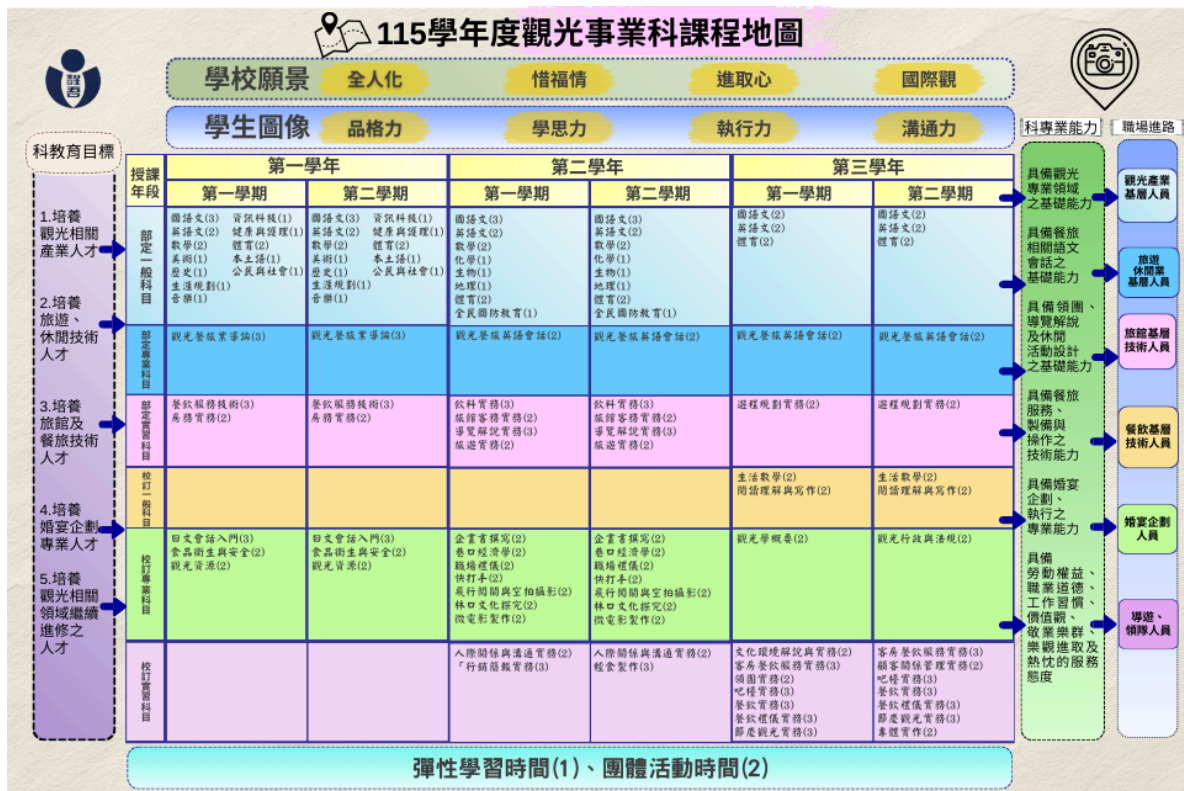 115學年度觀光事業科課程地圖
醒吾
學校願景 全人化 惜福情 進取心 國際觀
學生圖像 品格力 學思力 執行力 溝通力
科教育目標
1.培養
觀光相關
產業人才
2.培養
旅遊、
休閒技術
人才
3.培養
旅館及
餐旅技術
人才
4.培養
婚宴企劃
專業人才
5.培養
觀光相關
領域繼續
進修之
人才
授課
年段
第一學年 第二學年 第三學年
第一學期 第二學期 第一學期 第二學期 第一學期 第二學期
部定一般科目
國語文(3) 資訊科技(1)
英語文(2) 健康與護理(1)
數學(2) 體育(2)
美術(1) 本土語(1)
歷史(1) 公民與社會(1)
生涯規劃(1)
音樂(1)
國語文(3) 資訊科技(1)
英語文(2) 健康與護理(1)
數學(2) 體育(2)
美術(1) 本土語(1)
歷史(1) 公民與社會(1)
生涯規劃(1)
音樂(1)
國語文(3)
英語文(2)
數學(2)
化學(1)
生物(1)
地理(1)
體育(2)
全民國防教育(1)
國語文(3)
英語文(2)
數學(2)
化學(1)
生物(1)
地理(1)
體育(2)
全民國防教育(1)
國語文(2)
英語文(2)
體育(2)
國語文(2)
英語文(2)
體育(2)
部定專業科目
觀光餐旅業導論(3)
觀光餐旅業導論(3)
觀光餐旅英語會話(2)
觀光餐旅英語會話(2)
觀光餐旅英語會話(2)
觀光餐旅英語會話(2)
部定實習科目
餐飲服務技術(3)
房務實務(2)
餐飲服務技術(3)
房務實務(2)
飲料實務(3)
旅館客務實務(2)
導覽解說實務(3)
旅遊實務(2)
飲料實務(3)
旅館客務實務(2)
導覽解說實務(3)
旅遊實務(2)
遊程規劃實務(2)
遊程規劃實務(2)
校訂一般科目
生活數學(2)
閱讀理解與寫作(2)
生活數學(2)
閱讀理解與寫作(2)
校訂專業科目
日文會話入門(3)
食品衛生與安全(2)
觀光資源(2)
日文會話入門(3)
食品衛生與安全(2)
觀光資源(2)
企畫書撰寫(2)
巷口經濟學(2)
職場禮儀(2)
快打手(2)
飛行闖關與空拍攝影(2)
林口文化探究(2)
微電影製作(2)
企畫書撰寫(2)
巷口經濟學(2)
職場禮儀(2)
快打手(2)
飛行闖關與空拍攝影(2)
林口文化探究(2)
微電影製作(2)
觀光學概要(2)
觀光行政與法規(2)
校訂實習科目
人際關係與溝通實務(2)
「行銷簡報實務(3)
人際關係與溝通實務(2)
輕食製作(3)
文化環境解說與實務(2)
客房餐飲服務實務(3)
領團實務(2)
吧檯實務(3)
餐飲實務(3)
餐飲禮儀實務(3)
節慶觀光實務(3)
客房餐飲服務實務(3)
顧客關係管理實務(2)
吧檯實務(3)
餐飲實務(3)
餐飲禮儀實務(3)
節慶觀光實務(3)
專題實作(2)
彈性學習時間(1)、團體活動時間(2)
科專業能力
具備觀光
專業領域
之基礎能力
具備餐旅
相關語文
會話之
基礎能力
具備領團、
導覽解說
及休閒
活動設計
之基礎能力
具備餐旅
服務、
製備與
操作之
技術能力
具備婚宴
企劃、
執行之
專業能力
具備
勞動權益、
職業道德、
工作習慣、
價值觀、
敬業樂群、
樂觀進取及
熱忱的服務
態度
職場進路
觀光產業
基層人員
旅遊
休閒業
基層人員
旅館基層
技術人員
餐飲基層
技術人員
婚宴企劃
人員
導遊、
領隊人員